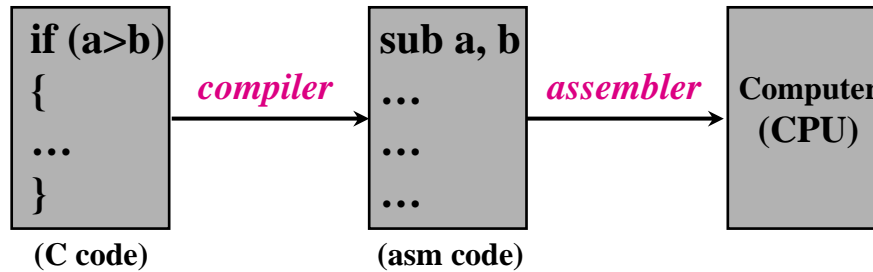 if (a>b)
{
…
}
(C code)
compiler
sub a, b
…
…
…
(asm code)
assembler
Computer
(CPU)